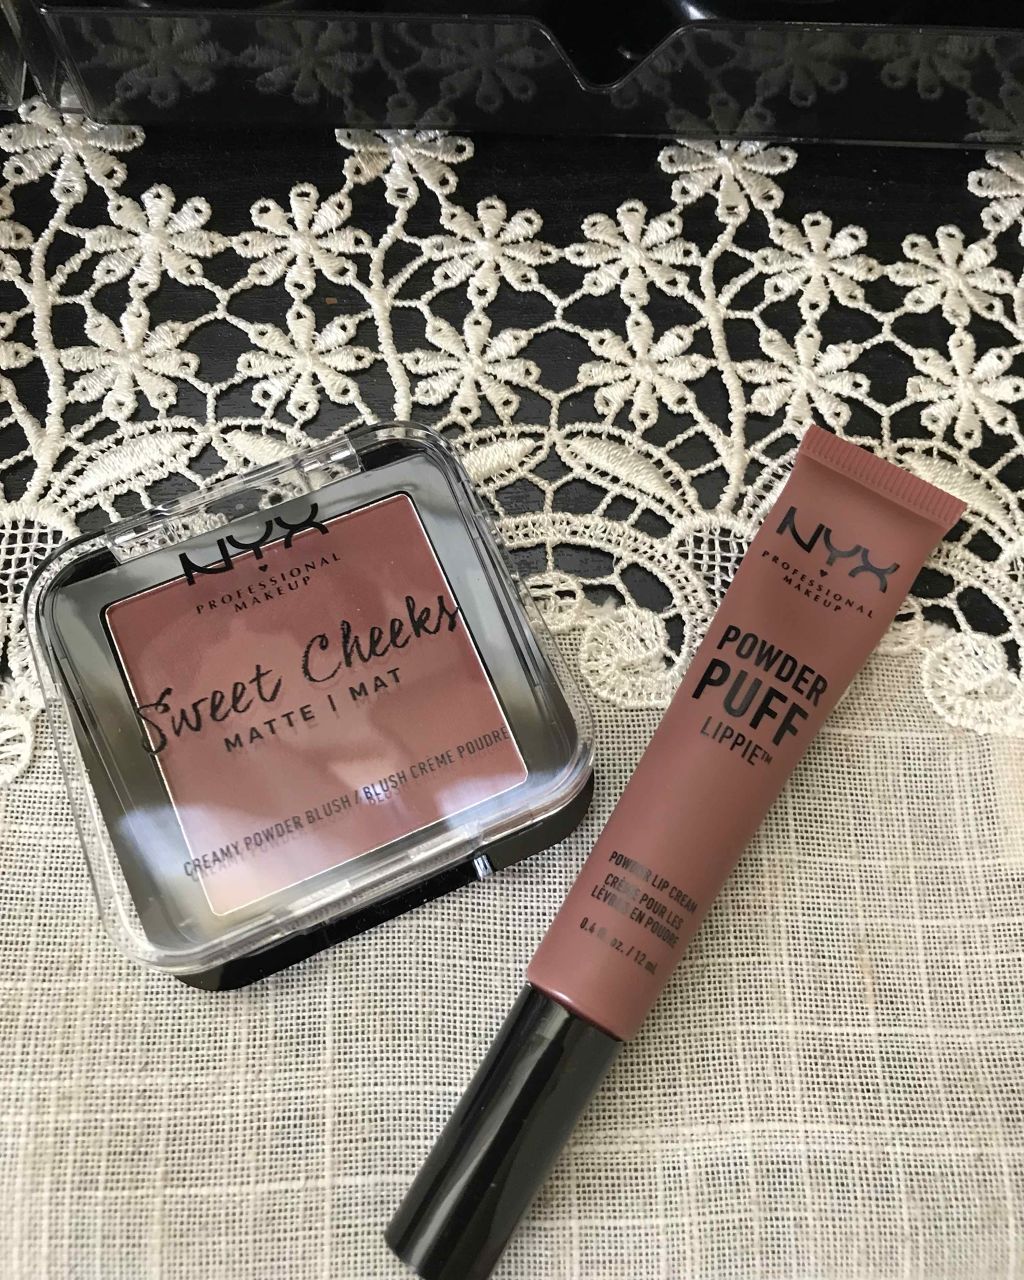 NYX
PROFESSIONAL
MAKEUP
Sweet Cheeks
MATTE | MAT
CREAMY POWDER BLUSH / BLUSH CRÈME POUDRE
NYX
PROFESSIONAL
MAKEUP
POWDER
PUFF
LIPPIE™
POWDER LIP CREAM
CRÈME POUR LES
LÈVRES EN POUDRE
0.4 fl. oz. / 12 mL